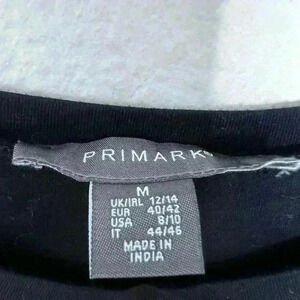 PRIMARK
M
UK/IRL 12/14
EUR 40/42
USA 8/10
IT 44/46
MADE IN
INDIA